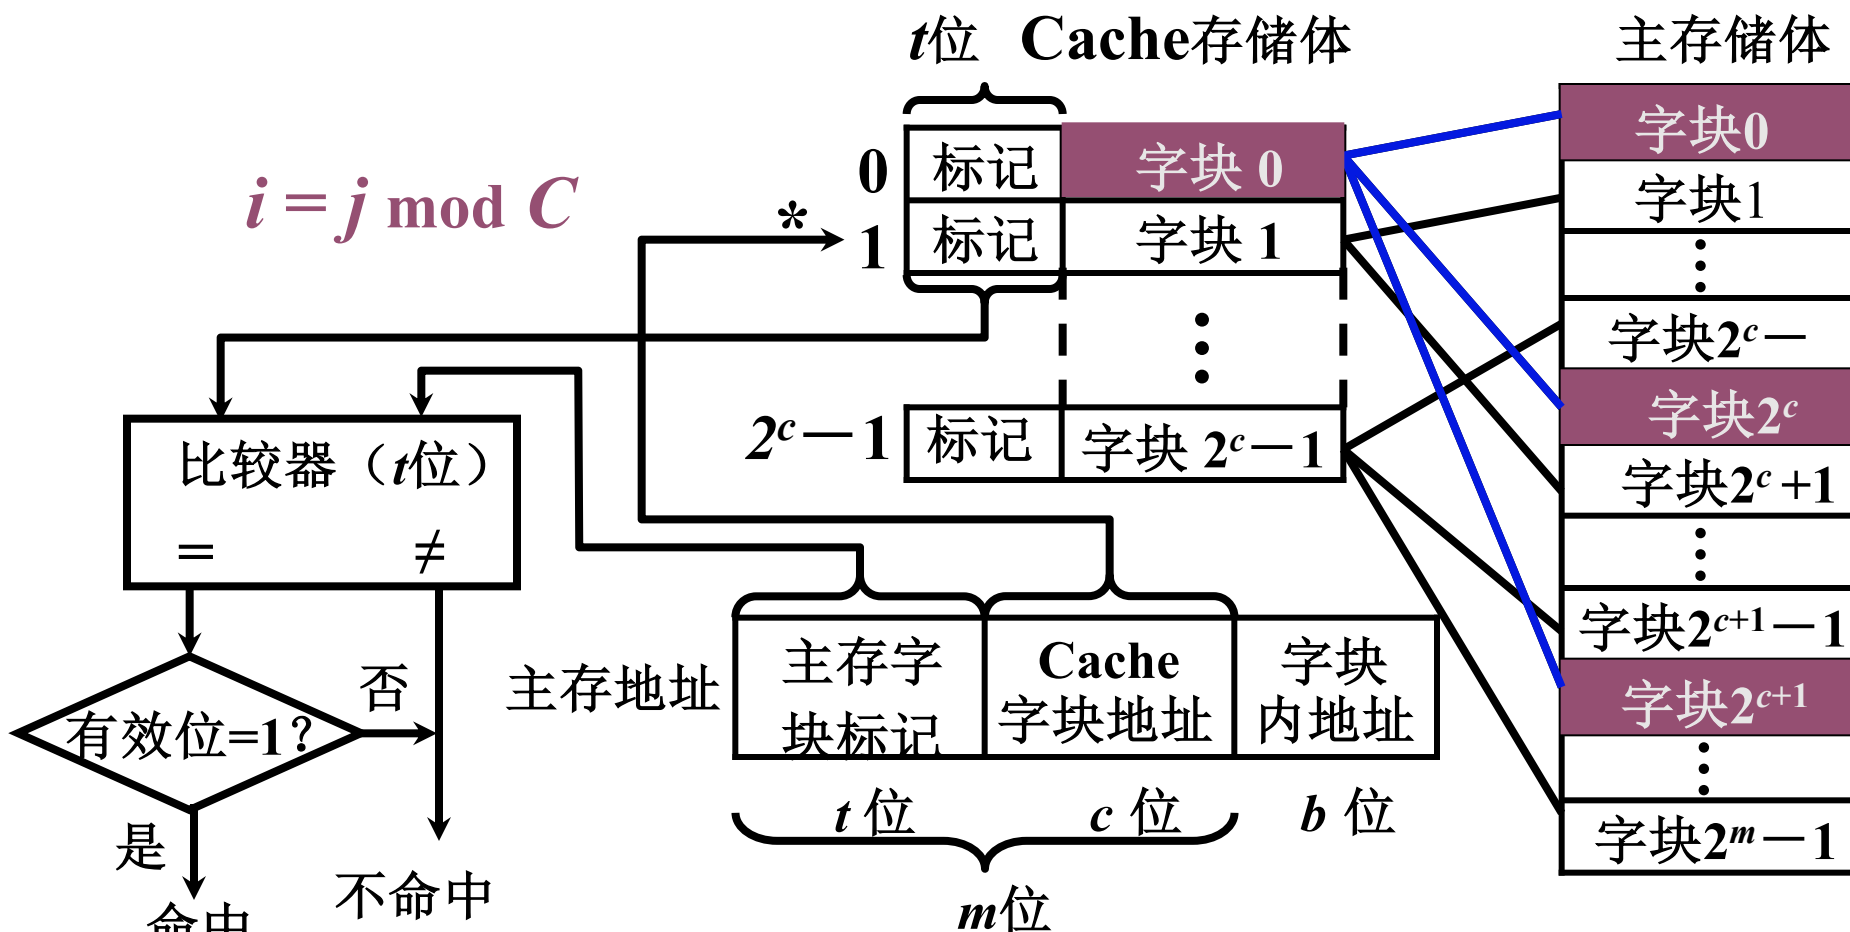 t位
Cache存储体
主存储体
i = j mod C
*
0
标记
字块 0
1
标记
字块 1
2ᶜ－1
标记
字块 2ᶜ－1
字块0
字块1
字块2ᶜ－
字块2ᶜ
字块2ᶜ+1
字块2ᶜ⁺¹－1
字块2ᶜ⁺¹
字块2ᵐ－1
比较器（t位）
= ≠
有效位=1？
否
是
命中
不命中
主存地址
主存字
块标记
Cache
字块地址
字块
内地址
t 位
c 位
b 位
m位